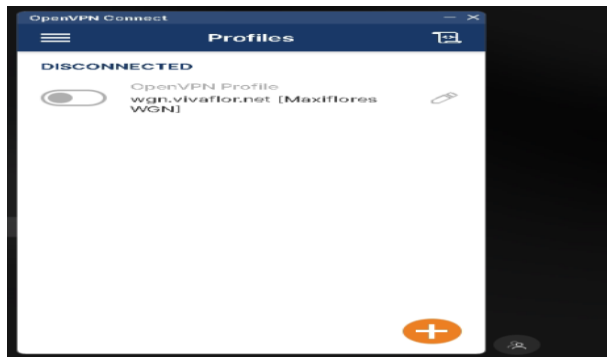 OpenVPN Connect
Profiles
DISCONNECTED
OpenVPN Profile
wgn.vivaflor.net [Maxiflores
WGN]